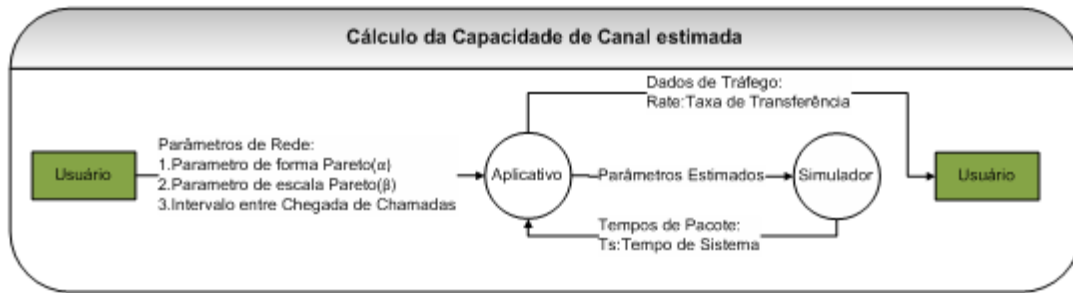 Cálculo da Capacidade de Canal estimada
Dados de Tráfego:
Rate:Taxa de Transferência
Usuário
Parâmetros de Rede:
1.Parametro de forma Pareto(α)
2.Parametro de escala Pareto(β)
3.Intervalo entre Chegada de Chamadas
Aplicativo
Parâmetros Estimados
Simulador
Usuário
Tempos de Pacote:
Ts:Tempo de Sistema